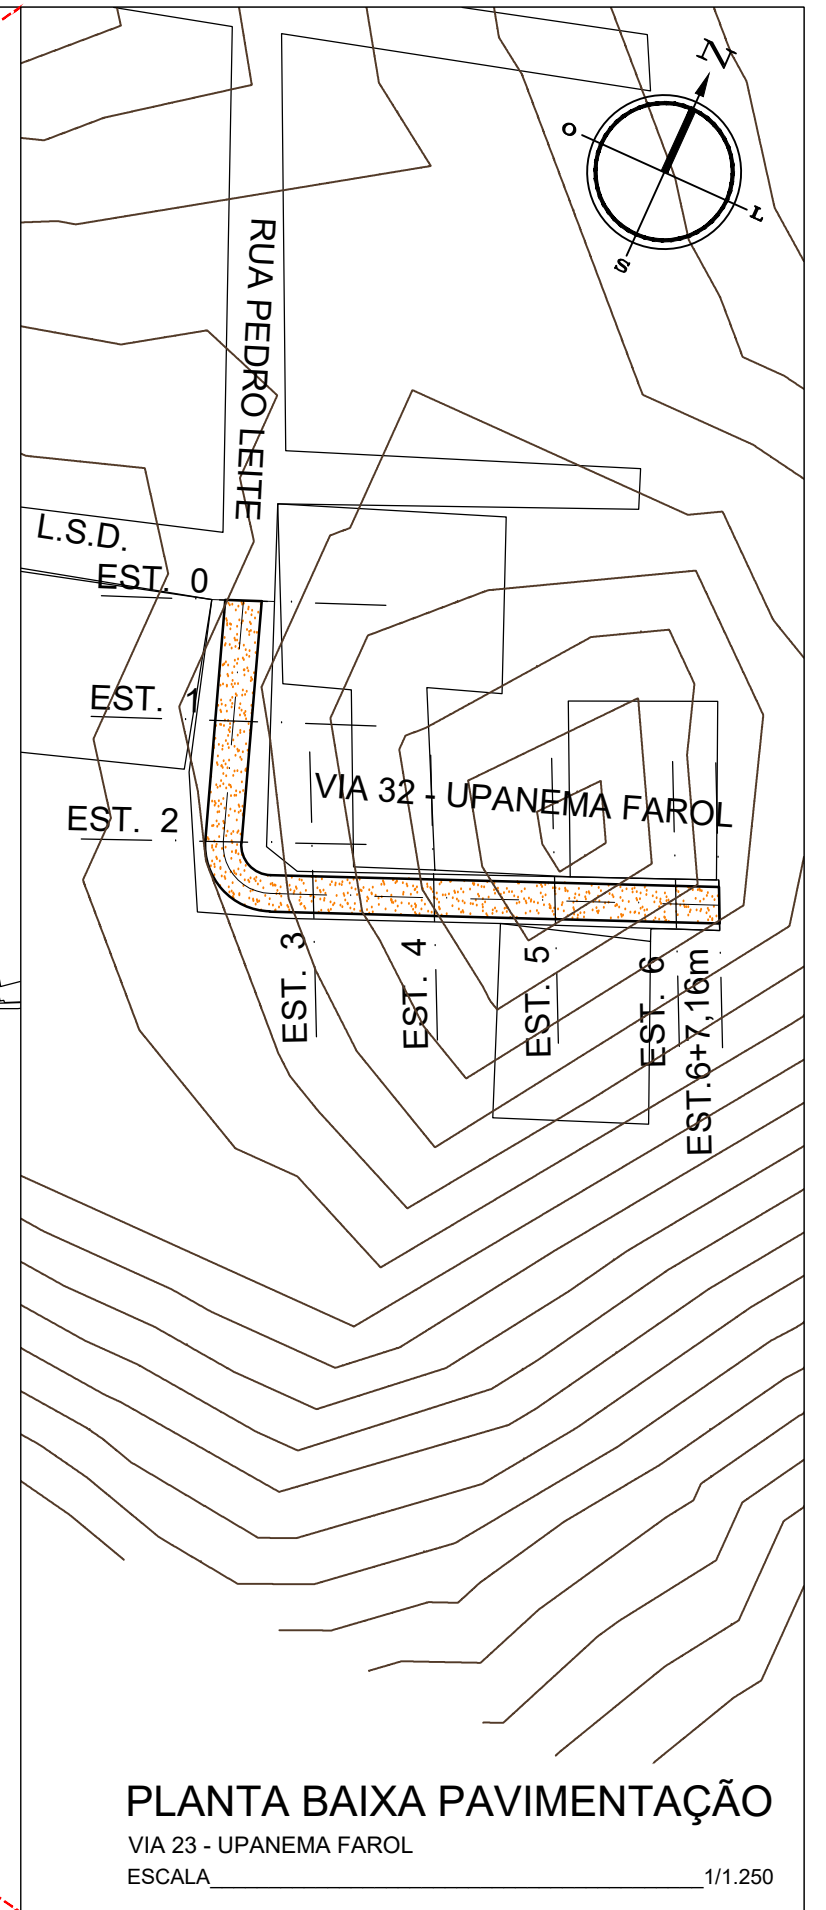 N
O
L
S
RUA PEDRO LEITE
L.S.D.
EST. 0
EST. 1
VIA 32 - UPANEMA FAROL
EST. 2
EST. 3
EST. 4
EST. 5
EST. 6
EST.6+7,16m
PLANTA BAIXA PAVIMENTAÇÃO
VIA 23 - UPANEMA FAROL
ESCALA 1/1.250